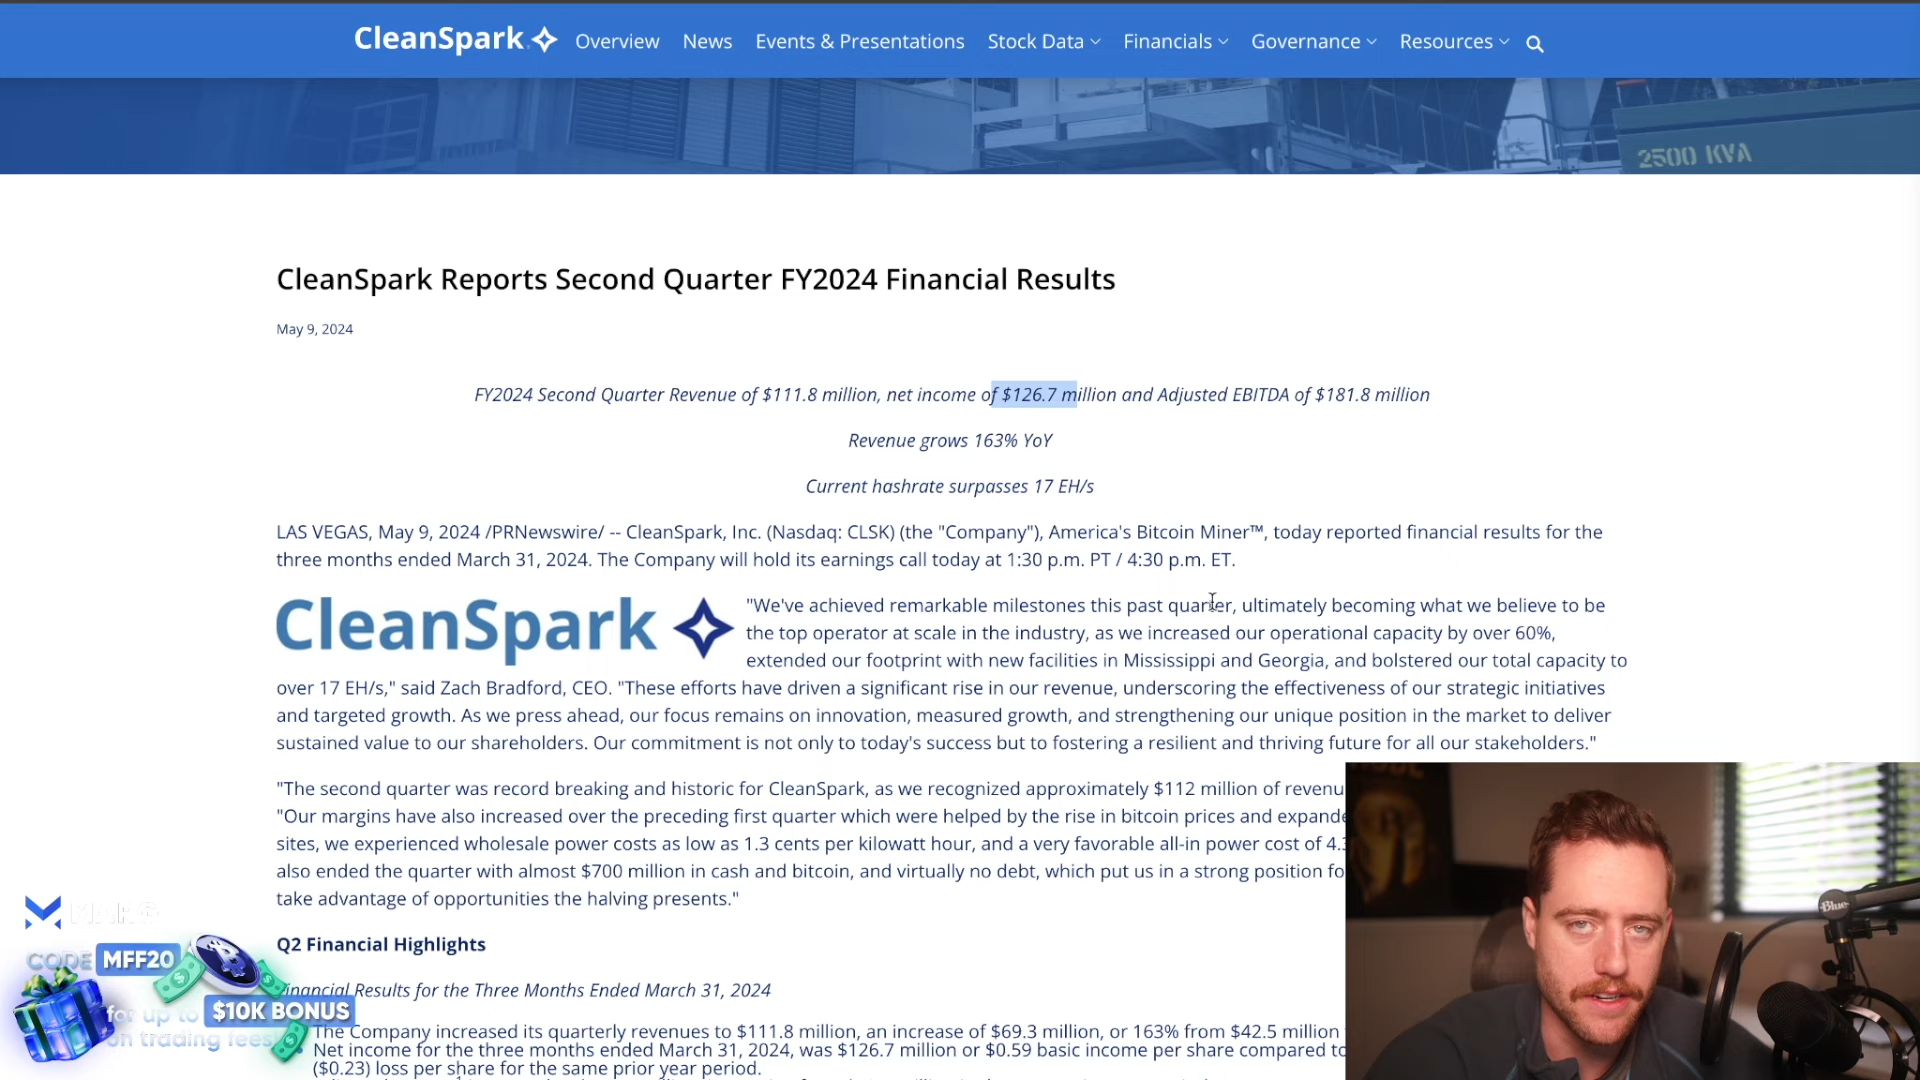 CleanSpark Overview News Events & Presentations Stock Data Financials Governance Resources
2500 KVA
CleanSpark Reports Second Quarter FY2024 Financial Results
May 9, 2024
FY2024 Second Quarter Revenue of $111.8 million, net income of $126.7 million and Adjusted EBITDA of $181.8 million
Revenue grows 163% YoY
Current hashrate surpasses 17 EH/s
LAS VEGAS, May 9, 2024 /PRNewswire/ -- CleanSpark, Inc. (Nasdaq: CLSK) (the "Company"), America's Bitcoin Miner™, today reported financial results for the
three months ended March 31, 2024. The Company will hold its earnings call today at 1:30 p.m. PT / 4:30 p.m. ET.
CleanSpark
"We've achieved remarkable milestones this past quarter, ultimately becoming what we believe to be
the top operator at scale in the industry, as we increased our operational capacity by over 60%,
extended our footprint with new facilities in Mississippi and Georgia, and bolstered our total capacity to
over 17 EH/s," said Zach Bradford, CEO. "These efforts have driven a significant rise in our revenue, underscoring the effectiveness of our strategic initiatives
and targeted growth. As we press ahead, our focus remains on innovation, measured growth, and strengthening our unique position in the market to deliver
sustained value to our shareholders. Our commitment is not only to today's success but to fostering a resilient and thriving future for all our stakeholders."
"The second quarter was record breaking and historic for CleanSpark, as we recognized approximately $112 million of revenu
"Our margins have also increased over the preceding first quarter which were helped by the rise in bitcoin prices and expande
sites, we experienced wholesale power costs as low as 1.3 cents per kilowatt hour, and a very favorable all-in power cost of 4.3
also ended the quarter with almost $700 million in cash and bitcoin, and virtually no debt, which put us in a strong position fo
take advantage of opportunities the halving presents."
Q2 Financial Highlights
Financial Results for the Three Months Ended March 31, 2024
The Company increased its quarterly revenues to $111.8 million, an increase of $69.3 million, or 163% from $42.5 million
Net income for the three months ended March 31, 2024, was $126.7 million or $0.59 basic income per share compared to
($0.23) loss per share for the same prior year period.
CODE MFF20
for up to $10K BONUS
on trading fees
Blue